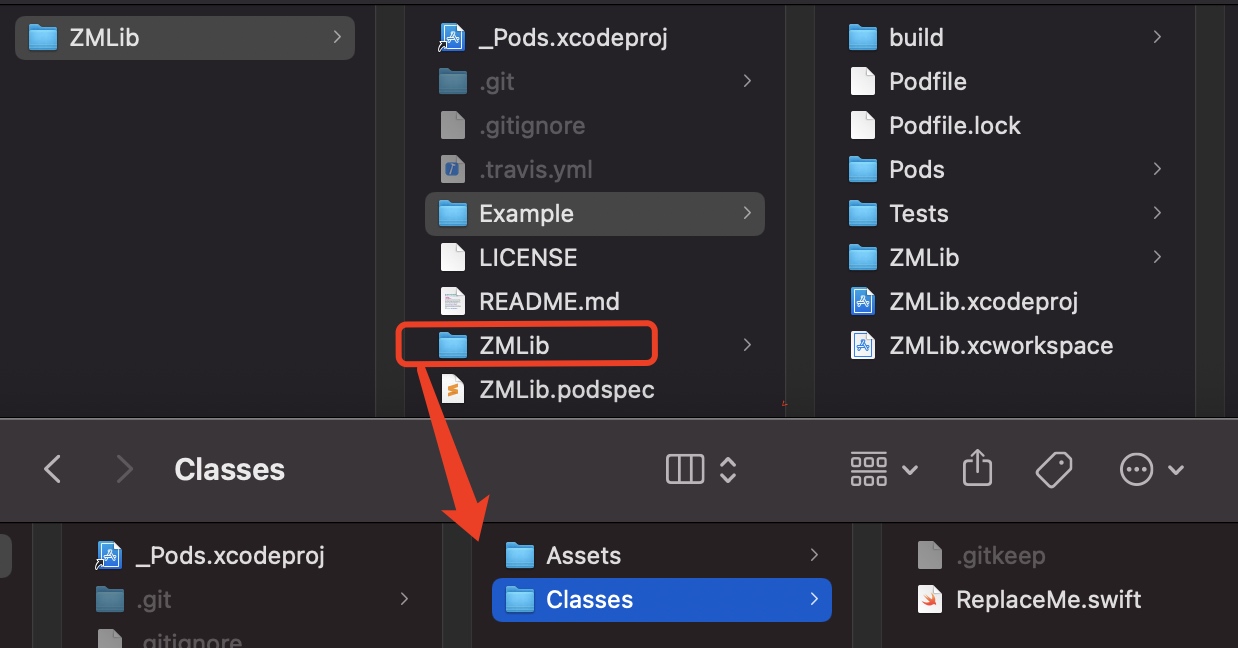 ZMLib
_Pods.xcodeproj
.git
.gitignore
.travis.yml
Example
LICENSE
README.md
ZMLib
ZMLib.podspec
build
Podfile
Podfile.lock
Pods
Tests
ZMLib
ZMLib.xcodeproj
ZMLib.xcworkspace
Classes
_Pods.xcodeproj
.git
.gitignore
Assets
Classes
.gitkeep
ReplaceMe.swift